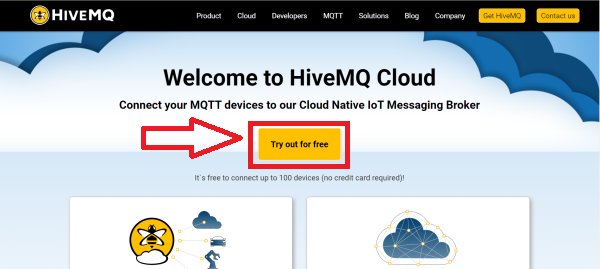 HIVEMQ
Product Cloud Developers MQTT Solutions Blog Company Get HiveMQ Contact us
Welcome to HiveMQ Cloud
Connect your MQTT devices to our Cloud Native IoT Messaging Broker
Try out for free
It`s free to connect up to 100 devices (no credit card required)!